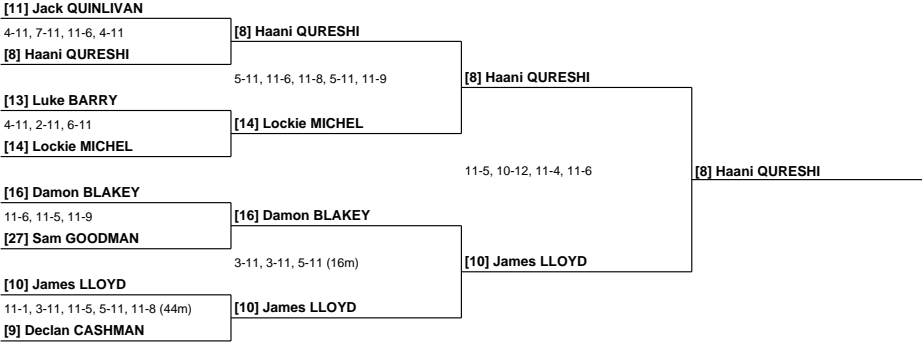 [11] Jack QUINLIVAN
4-11, 7-11, 11-6, 4-11
[8] Haani QURESHI
[8] Haani QURESHI
5-11, 11-6, 11-8, 5-11, 11-9
[8] Haani QURESHI
[13] Luke BARRY
4-11, 2-11, 6-11
[14] Lockie MICHEL
[14] Lockie MICHEL
11-5, 10-12, 11-4, 11-6
[8] Haani QURESHI
[16] Damon BLAKEY
11-6, 11-5, 11-9
[16] Damon BLAKEY
[27] Sam GOODMAN
3-11, 3-11, 5-11 (16m)
[10] James LLOYD
[10] James LLOYD
11-1, 3-11, 11-5, 5-11, 11-8 (44m)
[10] James LLOYD
[9] Declan CASHMAN